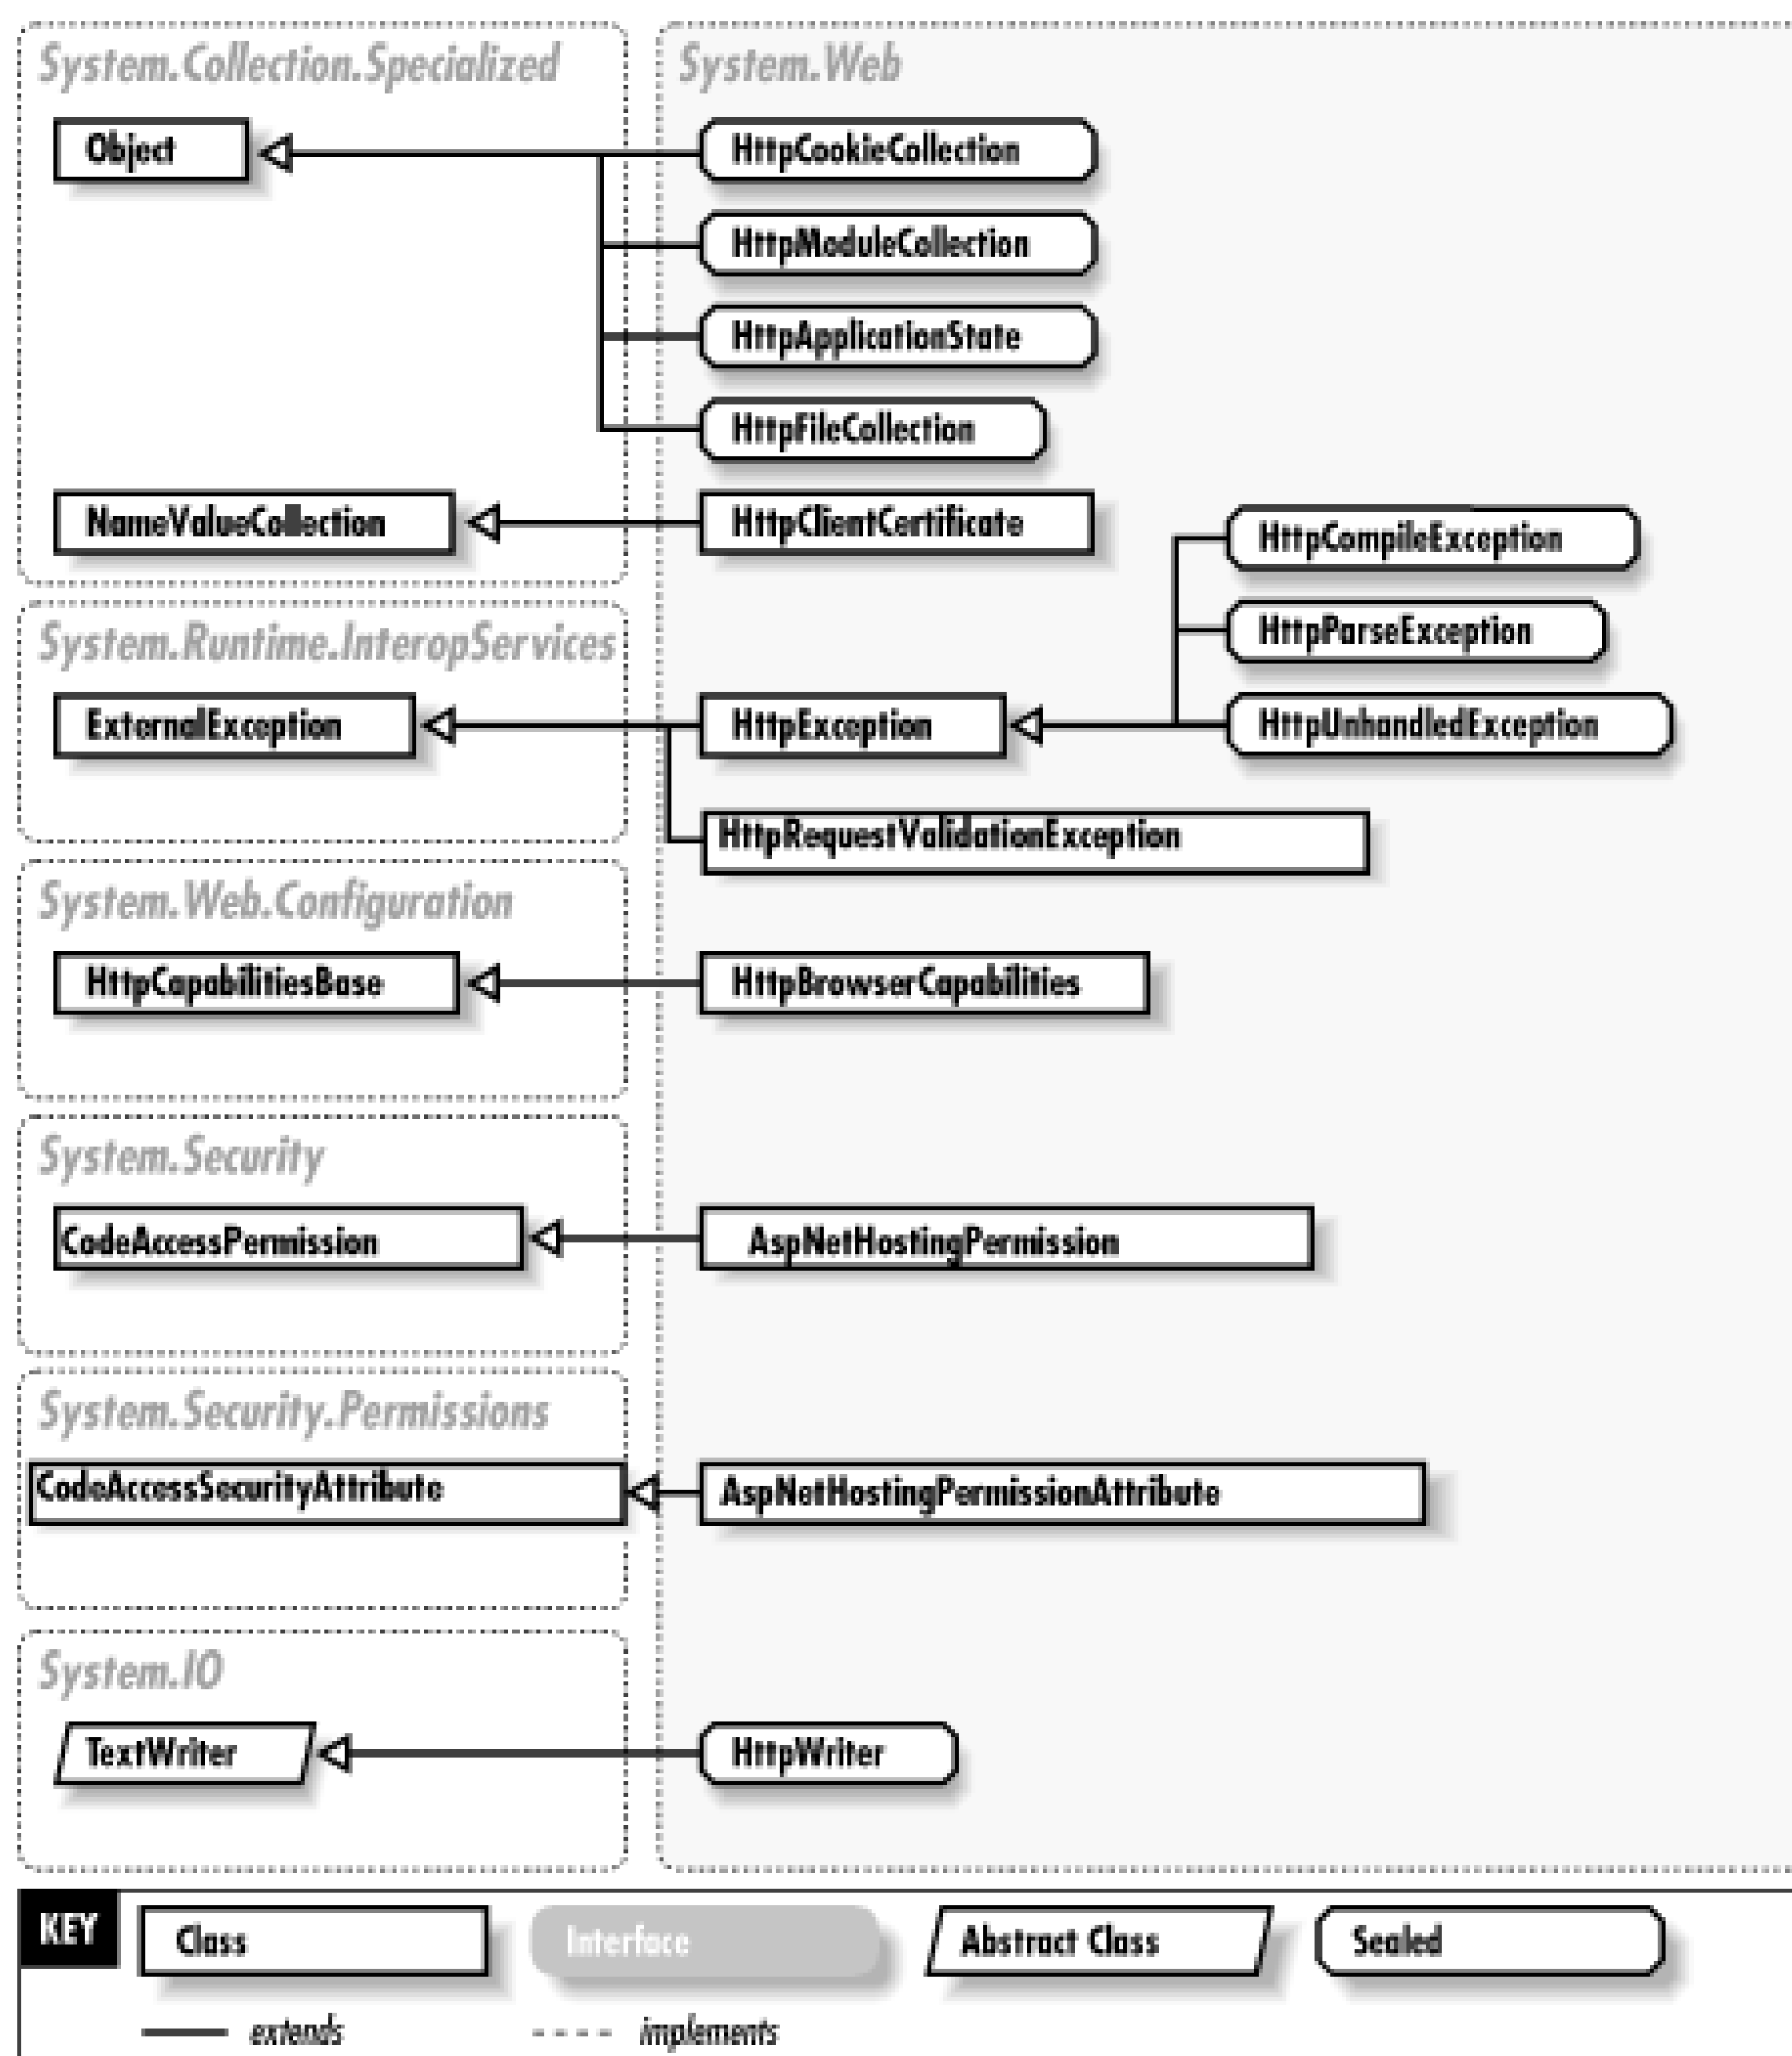 System.Collection.Specialized
System.Web
Object
HttpCookieCollection
HttpModuleCollection
HttpApplicationState
HttpFileCollection
NameValueCollection
HttpClientCertificate
HttpCompileException
System.Runtime.InteropServices
HttpParseException
ExternalException
HttpException
HttpUnhandledException
HttpRequestValidationException
System.Web.Configuration
HttpCapabilitiesBase
HttpBrowserCapabilities
System.Security
CodeAccessPermission
AspNetHostingPermission
System.Security.Permissions
CodeAccessSecurityAttribute
AspNetHostingPermissionAttribute
System.IO
TextWriter
HttpWriter
KEY
Class
Interface
Abstract Class
Sealed
extends
implements